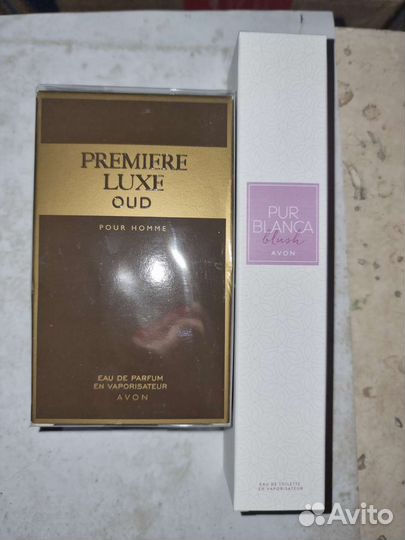 PREMIERE
LUXE
OUD
POUR HOMME
EAU DE PARFUM
EN VAPORISATEUR
AVON
PUR
BLANCA
blush
AVON
EAU DE TOILETTE
EN VAPORISATEUR
Avito